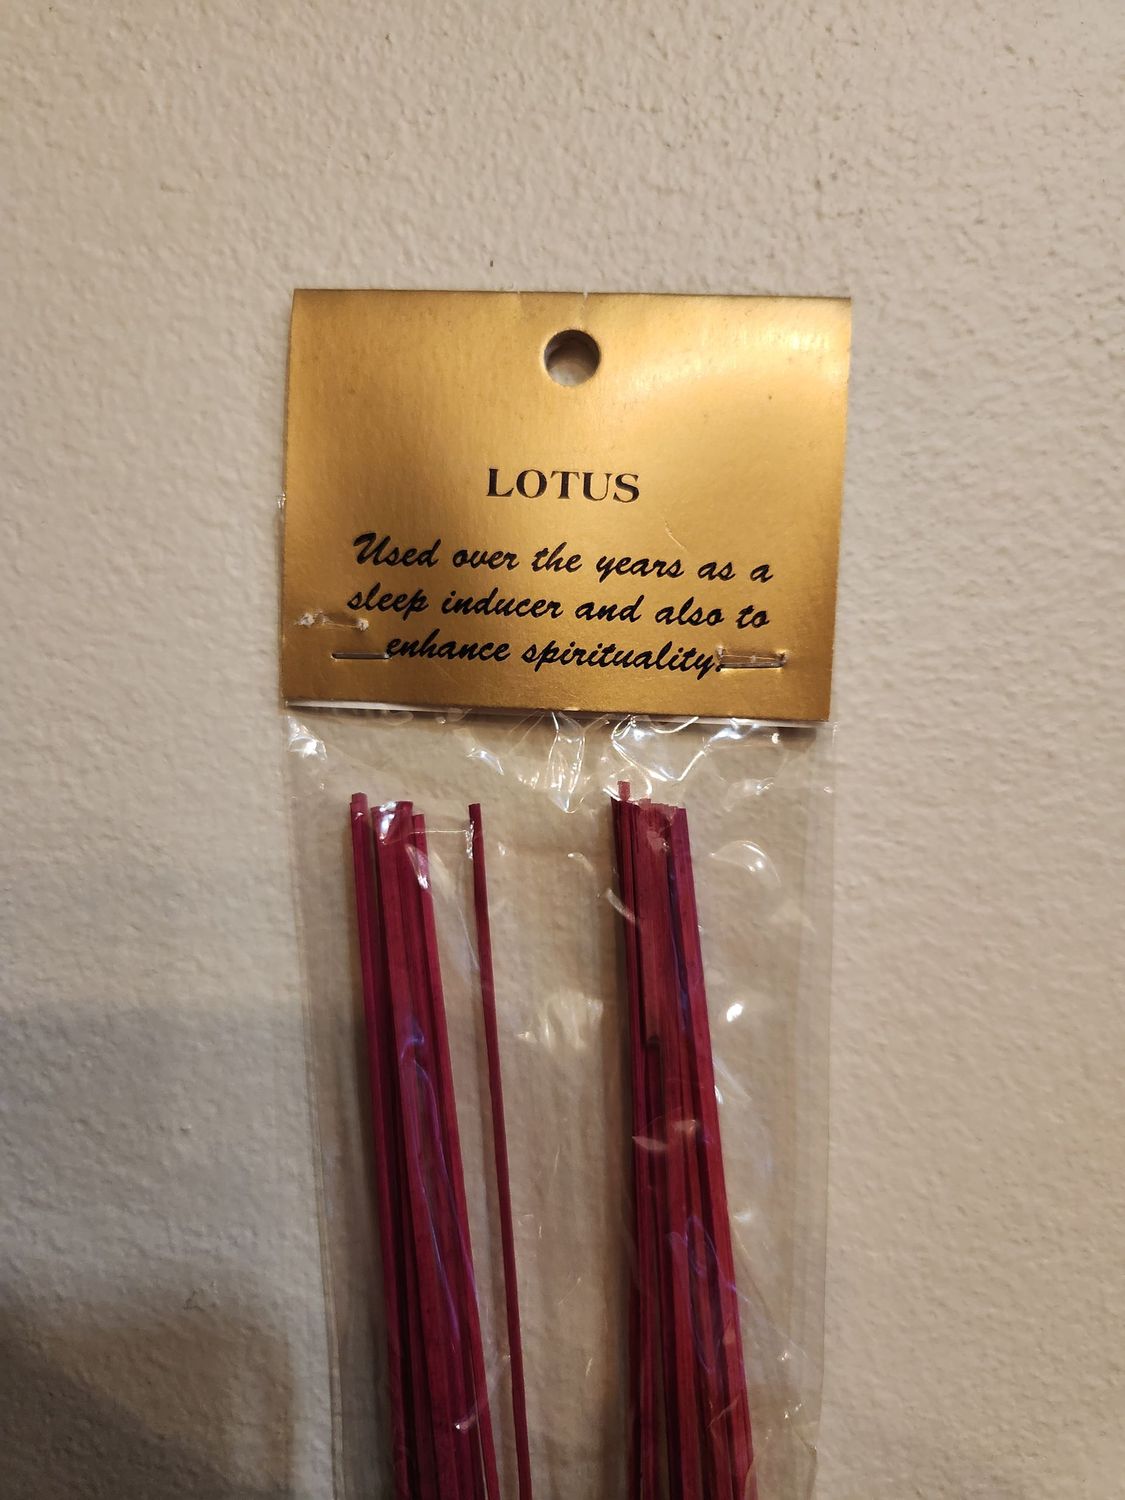 LOTUS
Used over the years as a
sleep inducer and also to
enhance spirituality.